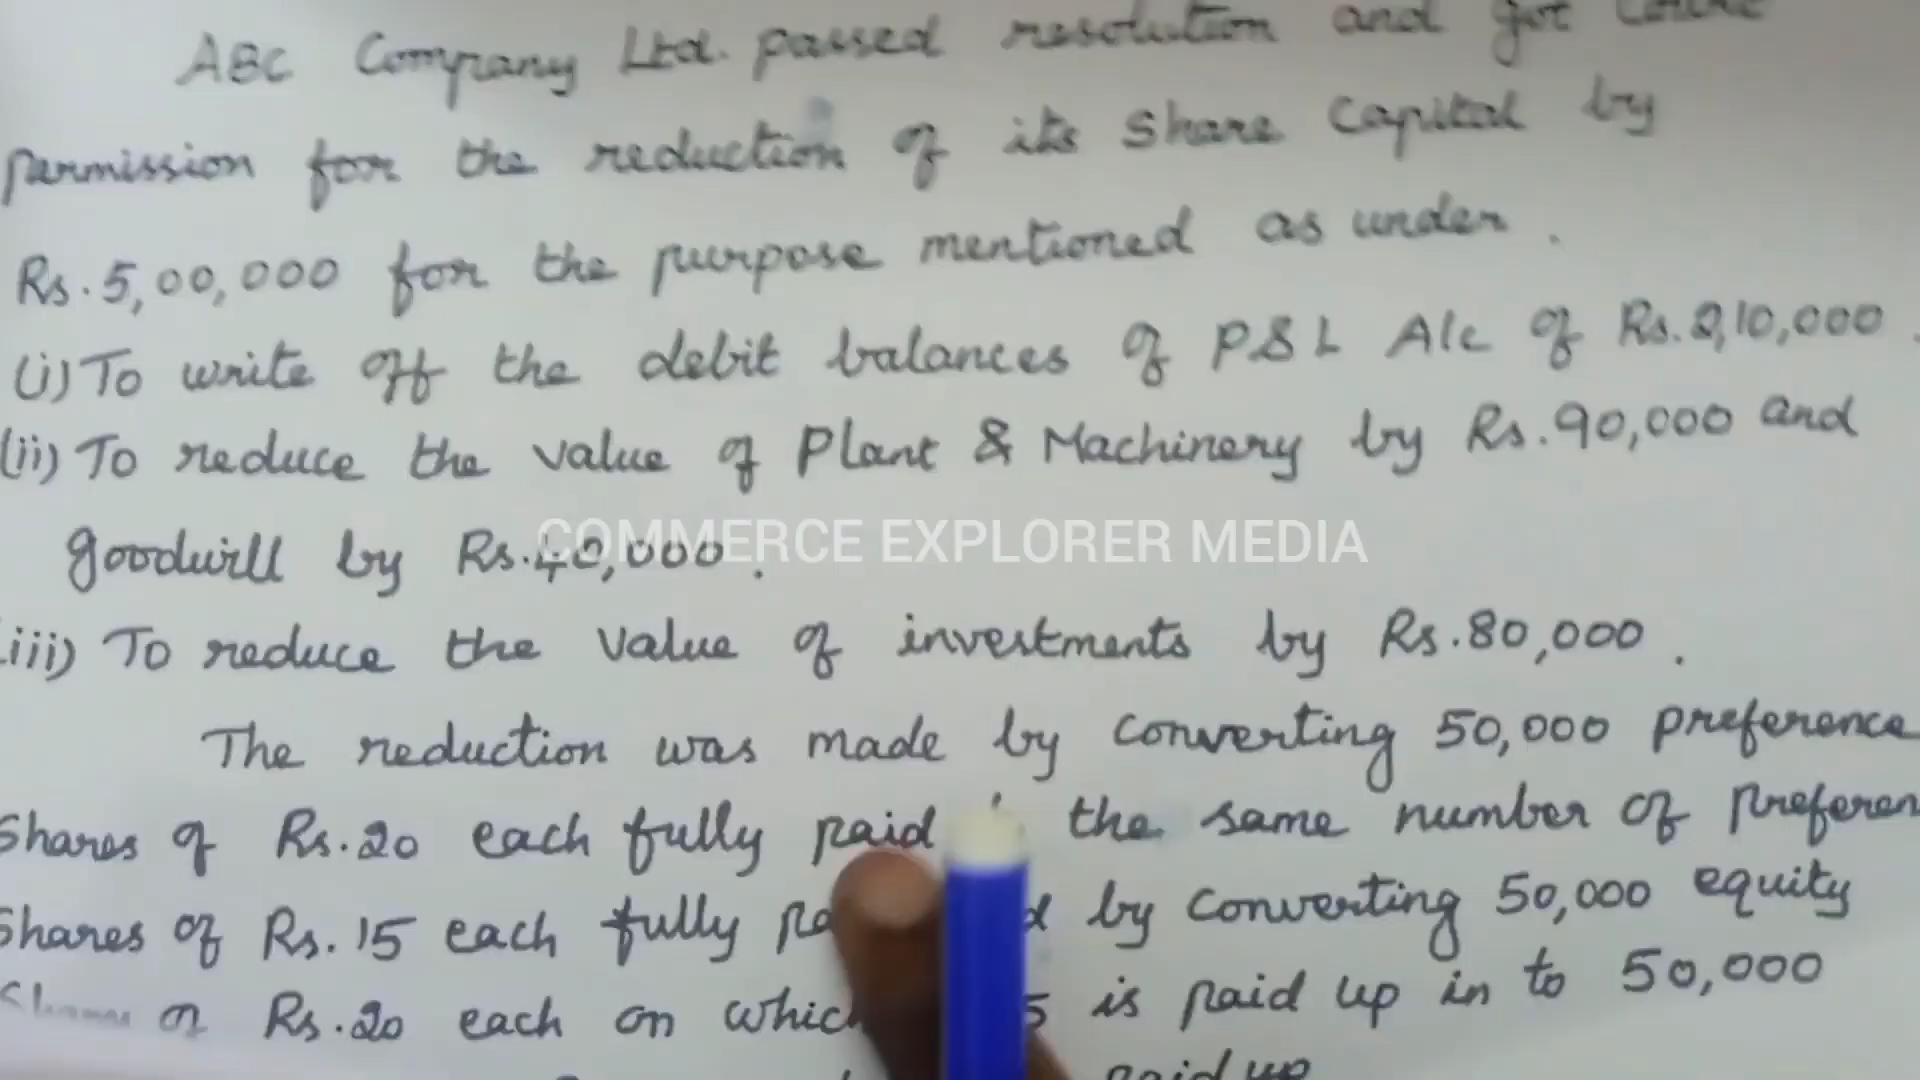 ABC Company Ltd. passed resolution and got
permission for the reduction of its share capital by
Rs.5,00,000 for the purpose mentioned as under.
(i) To write off the debit balances of P&L A/c of Rs.2,10,000.
(ii) To reduce the value of Plant & Machinery by Rs.90,000 and
goodwill by Rs.40,000.
COMMERCE EXPLORER MEDIA
iii) To reduce the value of investments by Rs.80,000.
The reduction was made by converting 50,000 preference
Shares of Rs.20 each fully paid the same number of preferen
Shares of Rs.15 each fully by converting 50,000 equity
of Rs.20 each on which 5 is paid up in to 50,000
paid up